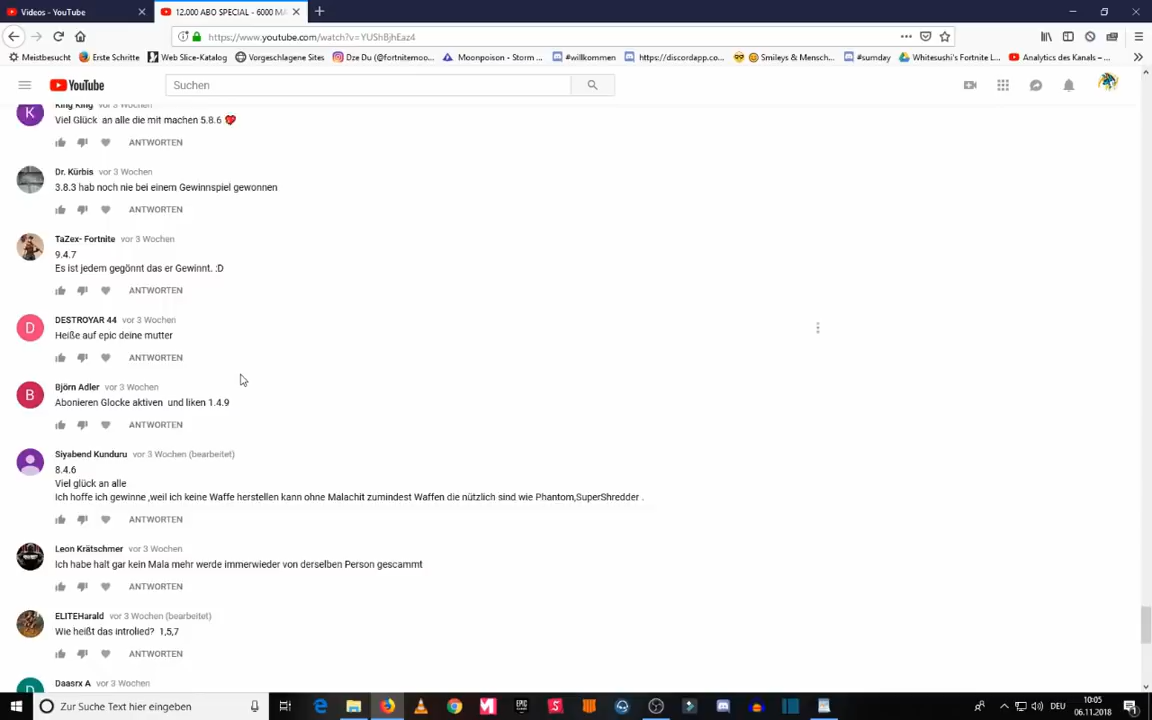 Videos - YouTube
12.000 ABO SPECIAL - 6000 MA
https://www.youtube.com/watch?v=YUShBjhEaz4
Meistbesucht
Erste Schritte
Web Slice-Katalog
Vorgeschlagene Sites
Dze Du (@fortnitemoo...
Moonpoison - Storm ...
#willkommen
https://discordapp.co...
Smileys & Mensch...
#sumday
Whitesushi's Fortnite L...
Analytics des Kanals – ...
YouTube
Suchen
King King vor 3 Wochen
Viel Glück an alle die mit machen 5.8.6
ANTWORTEN
Dr. Kürbis vor 3 Wochen
3.8.3 hab noch nie bei einem Gewinnspiel gewonnen
ANTWORTEN
TaZex- Fortnite vor 3 Wochen
9.4.7
Es ist jedem gegönnt das er Gewinnt. :D
ANTWORTEN
D
DESTROYAR 44 vor 3 Wochen
Heiße auf epic deine mutter
ANTWORTEN
B
Björn Adler vor 3 Wochen
Abonieren Glocke aktiven und liken 1.4.9
ANTWORTEN
Siyabend Kunduru vor 3 Wochen (bearbeitet)
8.4.6
Viel glück an alle
Ich hoffe ich gewinne ,weil ich keine Waffe herstellen kann ohne Malachit zumindest Waffen die nützlich sind wie Phantom,SuperShredder .
ANTWORTEN
Leon Krätschmer vor 3 Wochen
Ich habe halt gar kein Mala mehr werde immerwieder von derselben Person gescammt
ANTWORTEN
ELITEHarald vor 3 Wochen (bearbeitet)
Wie heißt das introlied? 1,5,7
ANTWORTEN
Daasrx A vor 3 Wochen
Zur Suche Text hier eingeben
DEU
10:05
06.11.2018